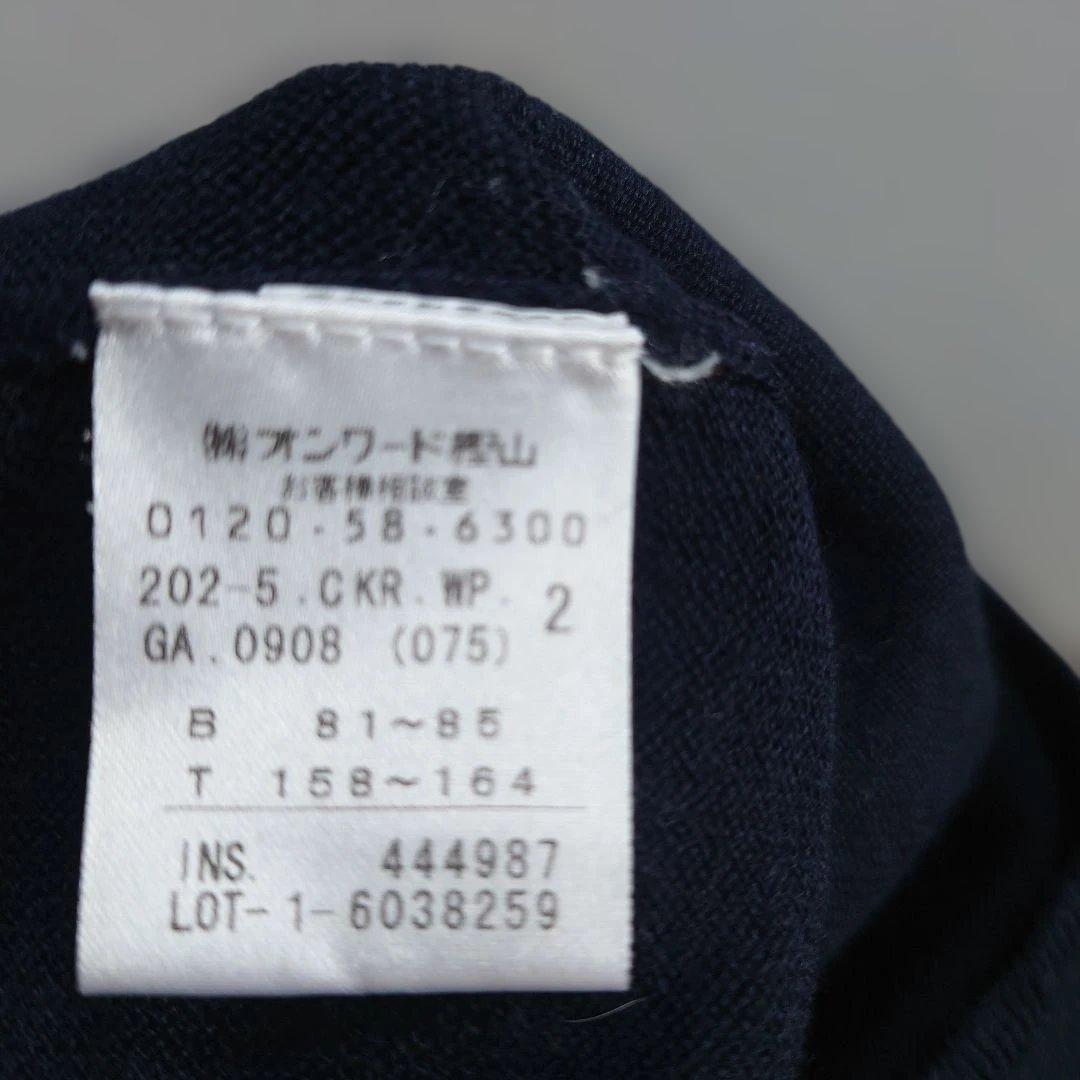 ㈱オンワード樫山
お客様相談室
0120・58・6300
202-5.CKR.WP. 2
GA.0908 (075)
B 81～85
T 158～164
INS. 444987
LOT-1-6038259